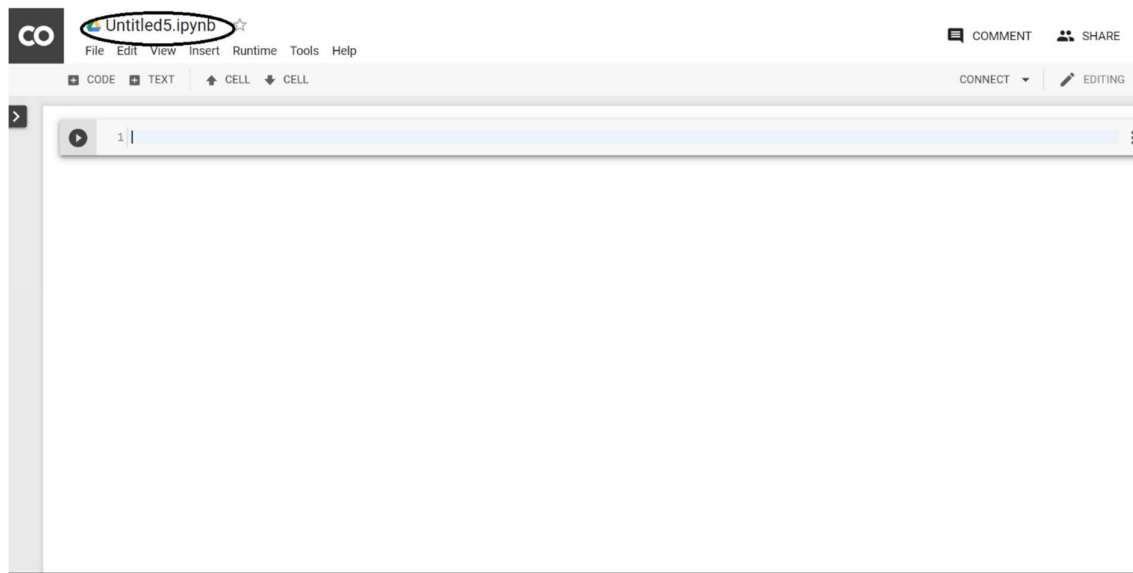 CO
Untitled5.ipynb
COMMENT SHARE
File Edit View Insert Runtime Tools Help
CODE TEXT CELL CELL CONNECT EDITING
1